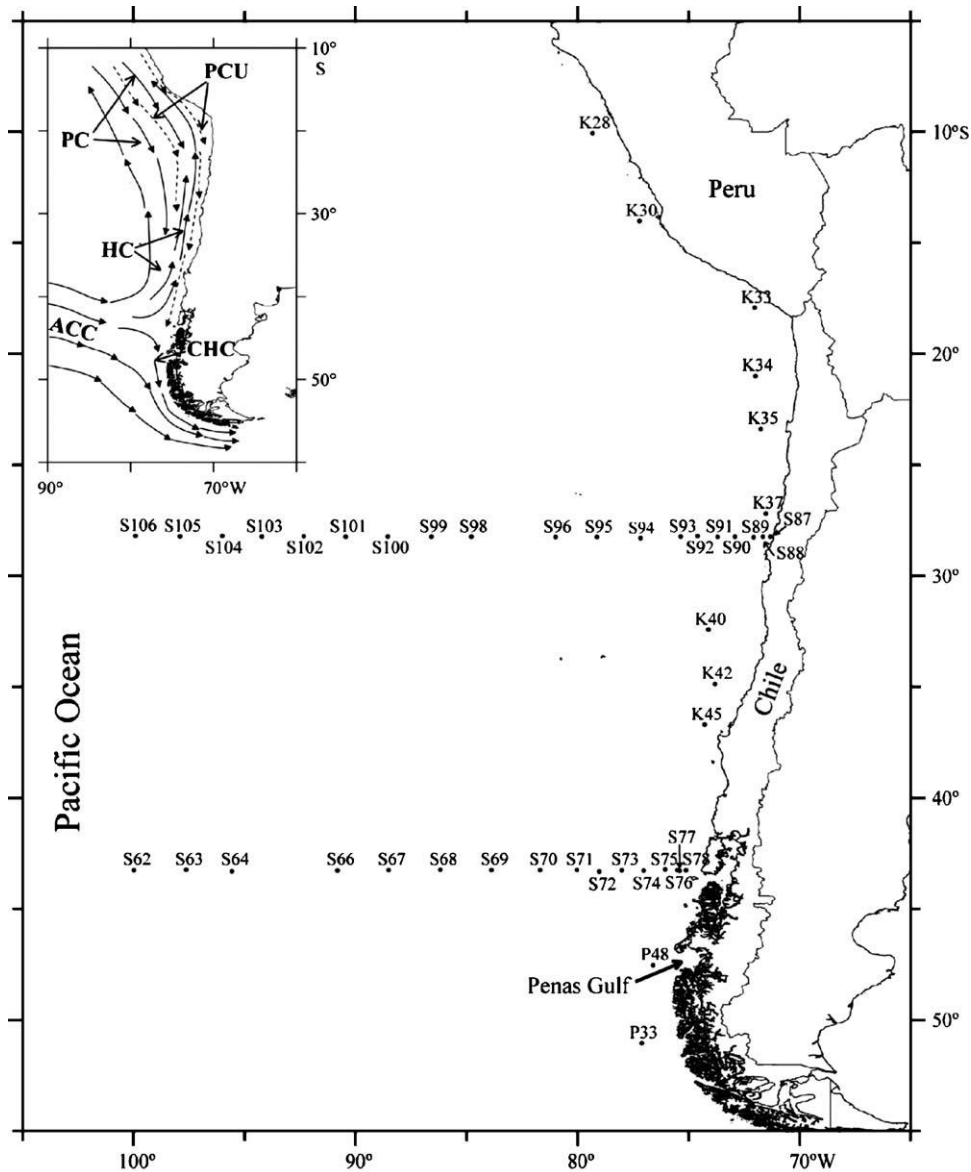 10°
S
PCU
PC
30°
HC
ACC
CHC
50°
90°
70°W
K28
10°S
Peru
K30
K33
K34
20°
K35
K37
S87
S106
S105
S103
S101
S99
S98
S96
S95
S94
S93
S91
S89
S104
S102
S100
S92
S90
S88
30°
K40
K42
Chile
K45
Pacific Ocean
40°
S77
S62
S63
S64
S66
S67
S68
S69
S70
S71
S73
S75
S78
S72
S74
S76
P48
Penas Gulf
P33
50°
100°
90°
80°
70°W